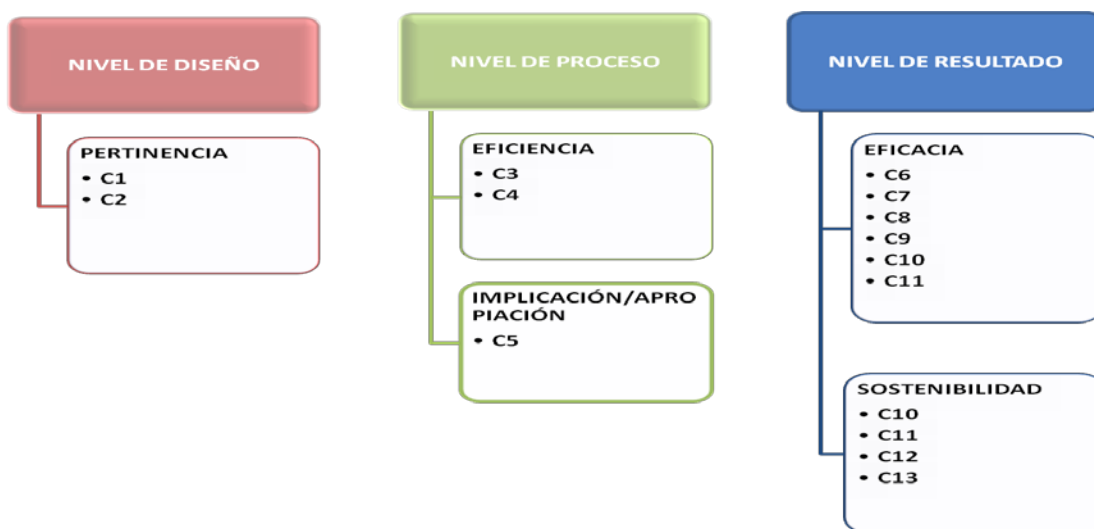 NIVEL DE DISEÑO
PERTINENCIA
• C1
• C2
NIVEL DE PROCESO
EFICIENCIA
• C3
• C4
IMPLICACIÓN/APRO
PIACIÓN
• C5
NIVEL DE RESULTADO
EFICACIA
• C6
• C7
• C8
• C9
• C10
• C11
SOSTENIBILIDAD
• C10
• C11
• C12
• C13